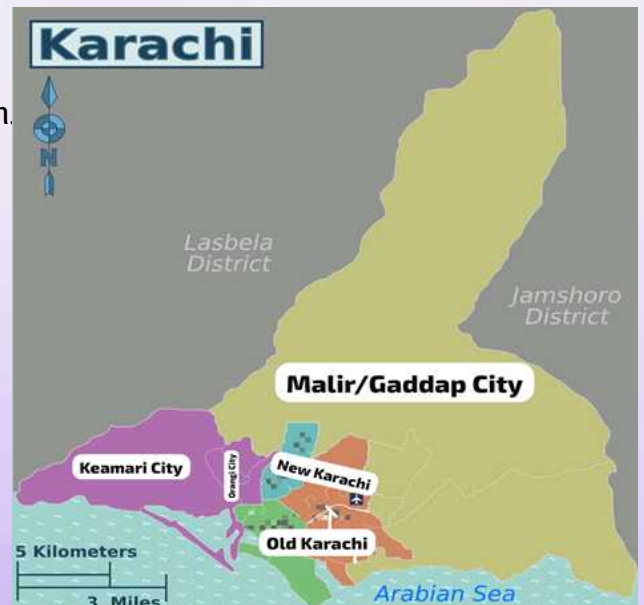 Karachi
n.
N
Lasbela
District
Jamshoro
District
Malir/Gaddap City
Keamari City
Orangi City
New Karachi
Old Karachi
5 Kilometers
3 Miles
Arabian Sea